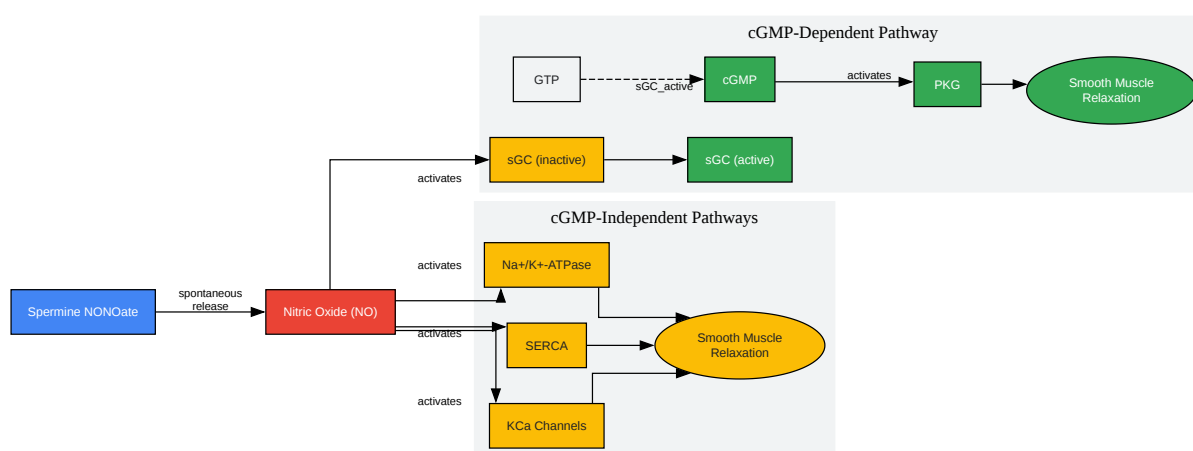 cGMP-Dependent Pathway
GTP
sGC_active
cGMP
activates
PKG
Smooth Muscle
Relaxation
activates
sGC (inactive)
sGC (active)
cGMP-Independent Pathways
activates
Na+/K+-ATPase
Spermine NONOate
spontaneous
release
Nitric Oxide (NO)
activates
SERCA
Smooth Muscle
Relaxation
activates
KCa Channels